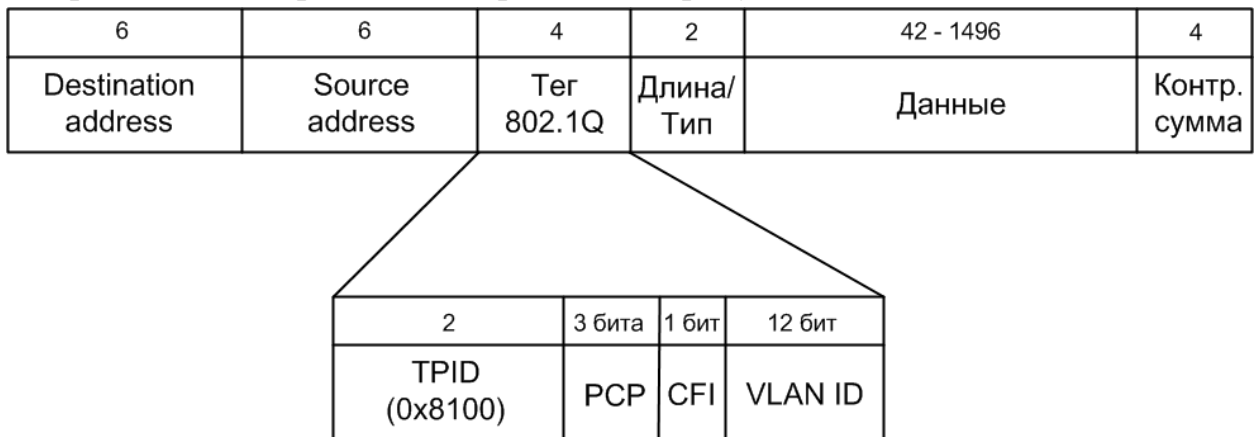 6 6 4 2 42 - 1496 4
Destination address Source address Тег 802.1Q Длина/ Тип Данные Контр. сумма
2 3 бита 1 бит 12 бит
TPID (0x8100) PCP CFI VLAN ID